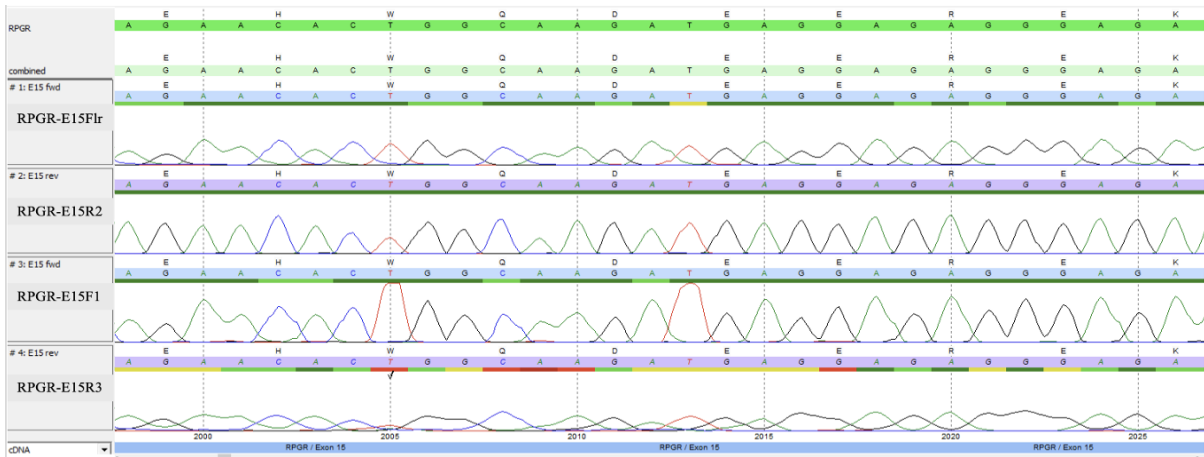 E H W Q D E E R E K
RPGR A G A A C A C T G G C A A G A T G A G G A G A G G G A G A
E H W Q D E E R E K
combined A G A A C A C T G G C A A G A T G A G G A G A G G G A G A
# 1: E15 fwd E H W Q D E E R E K
A G A A C A C T G G C A A G A T G A G G A G A G G G A G A
RPGR-E15Flr
# 2: E15 rev E H W Q D E E R E K
A G A A C A C T G G C A A G A T G A G G A G A G G G A G A
RPGR-E15R2
# 3: E15 fwd E H W Q D E E R E K
A G A A C A C T G G C A A G A T G A G G A G A G G G A G A
RPGR-E15F1
# 4: E15 rev E H W Q D E E R E K
A G A A C A C T G G C A A G A T G A G G A G A G G G A G A
RPGR-E15R3
2000 2005 2010 2015 2020 2025
cDNA RPGR / Exon 15 RPGR / Exon 15 RPGR / Exon 15